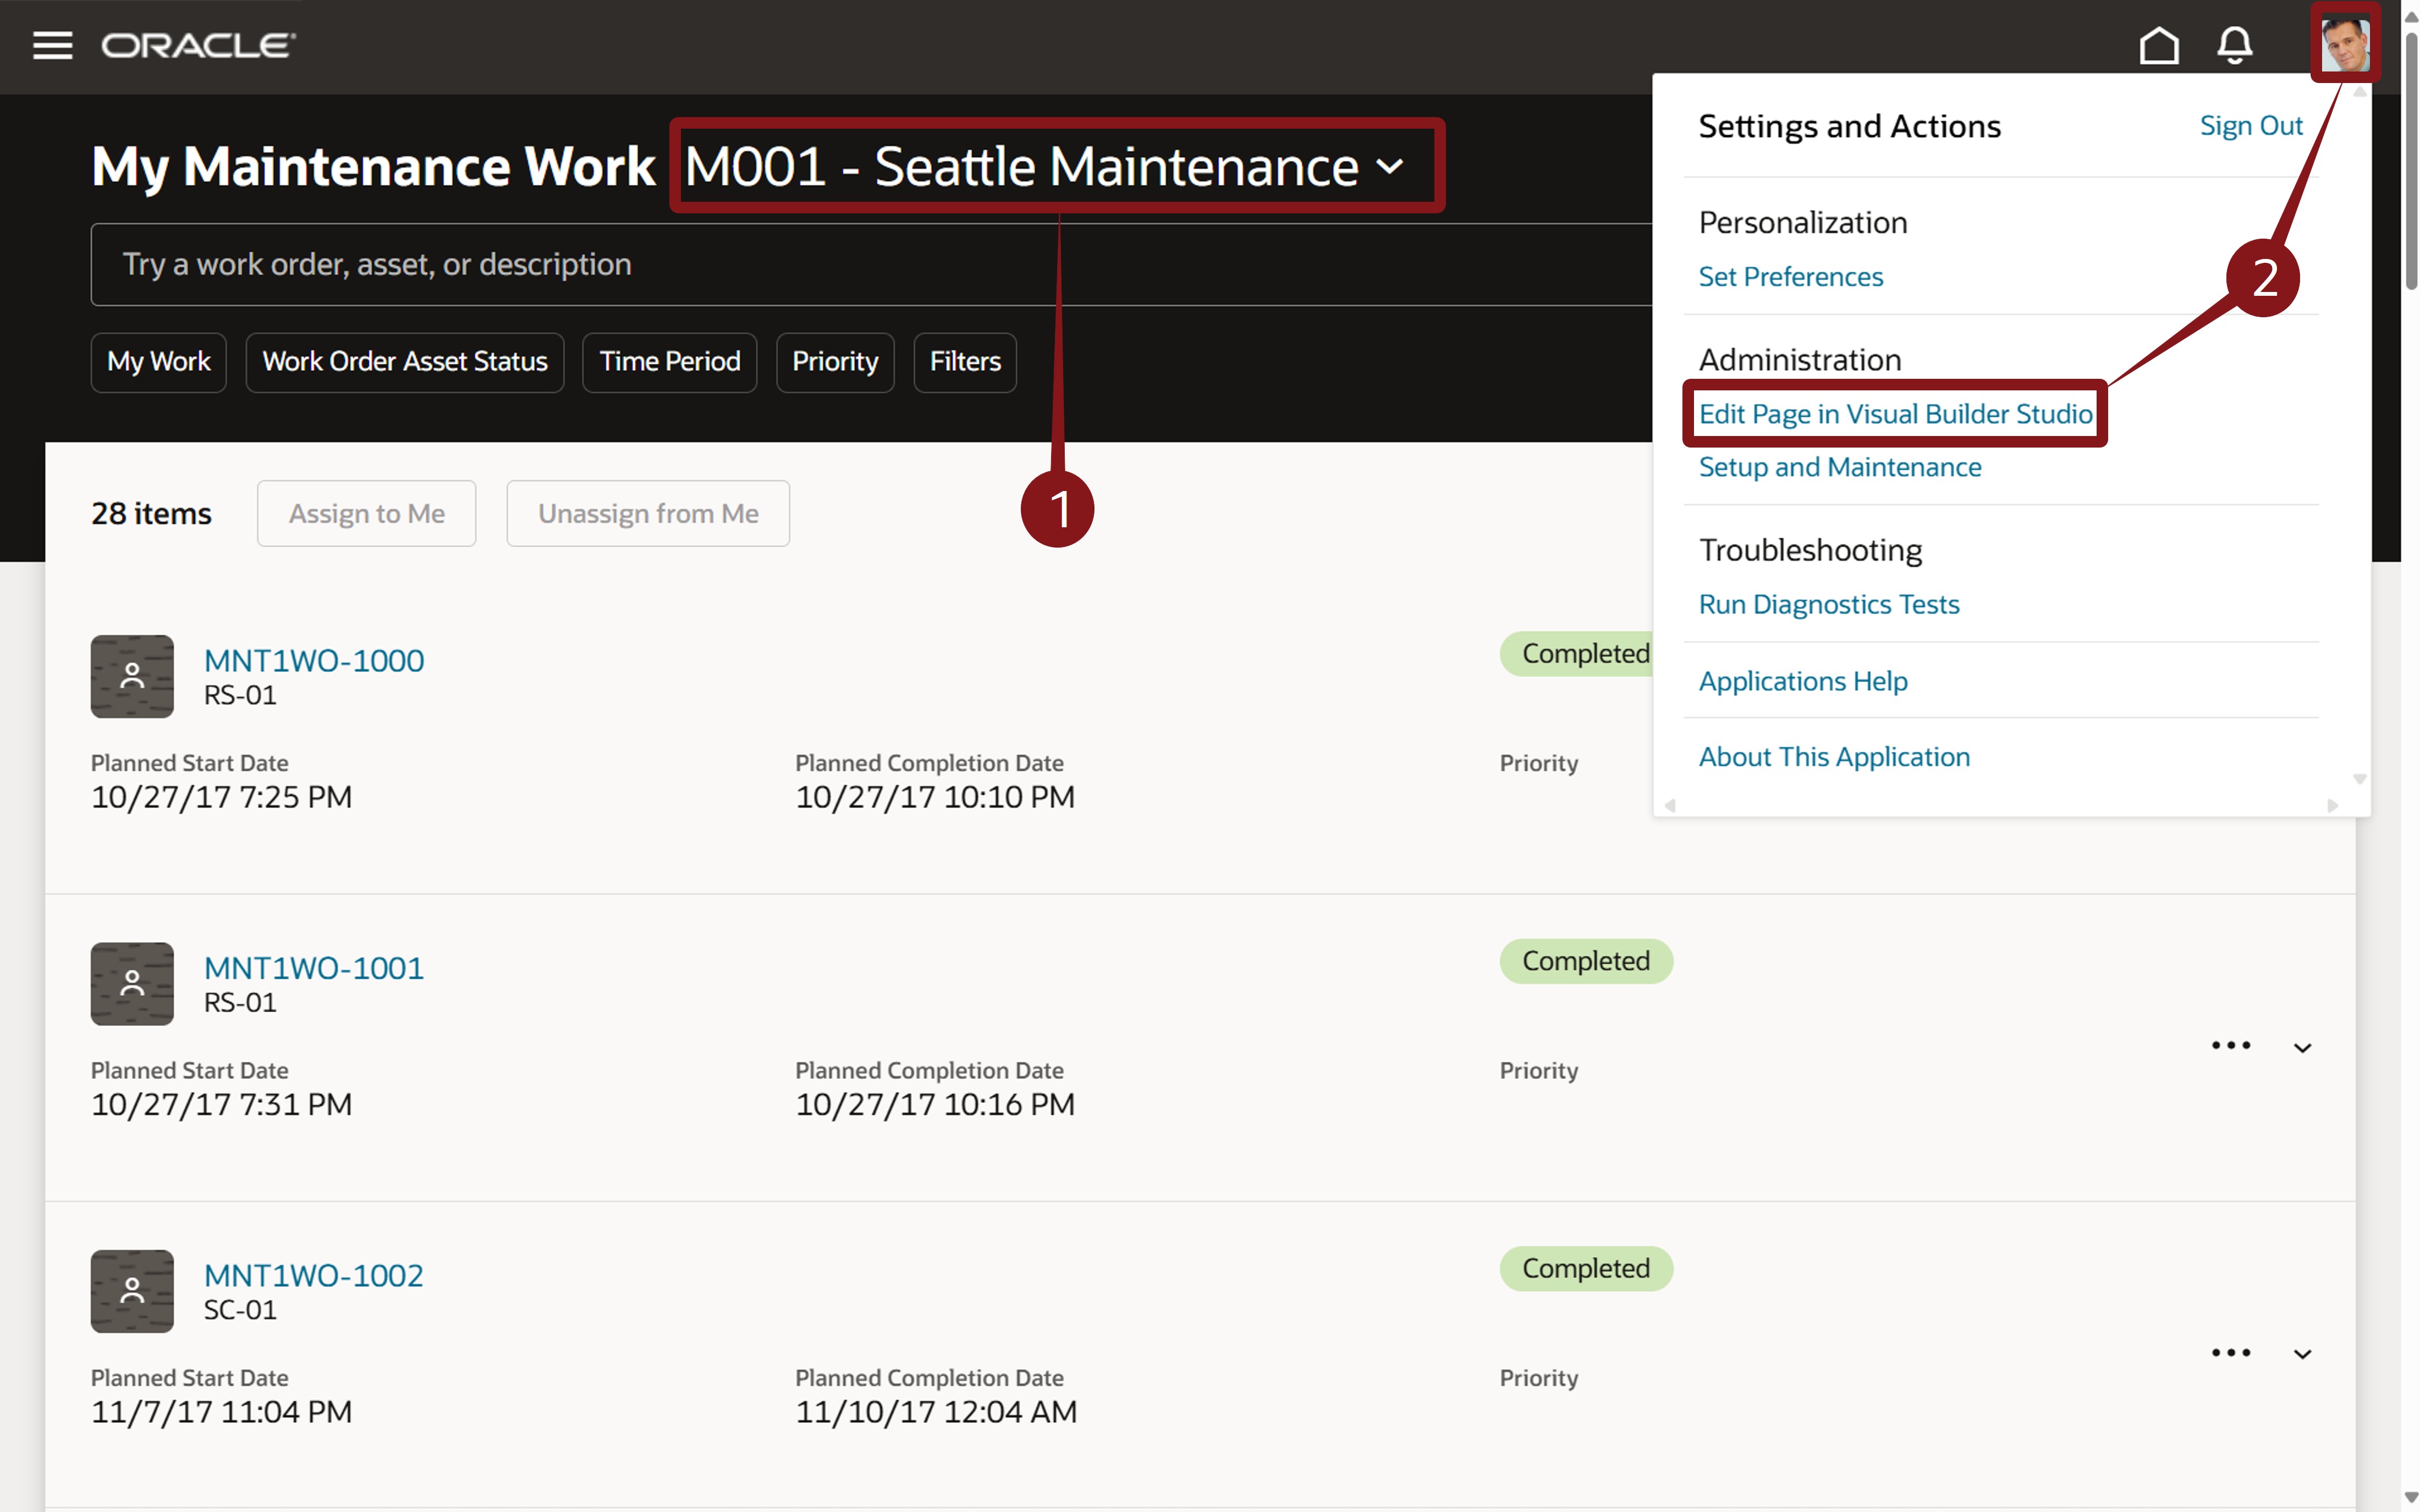 ORACLE
My Maintenance Work M001 - Seattle Maintenance
Try a work order, asset, or description
My Work Work Order Asset Status Time Period Priority Filters
Settings and Actions Sign Out
Personalization
Set Preferences
2
Administration
Edit Page in Visual Builder Studio
Setup and Maintenance
Troubleshooting
Run Diagnostics Tests
Applications Help
About This Application
1
28 items Assign to Me Unassign from Me
MNT1WO-1000 Completed
RS-01
Planned Start Date Planned Completion Date Priority
10/27/17 7:25 PM 10/27/17 10:10 PM
MNT1WO-1001 Completed
RS-01
Planned Start Date Planned Completion Date Priority
10/27/17 7:31 PM 10/27/17 10:16 PM
MNT1WO-1002 Completed
SC-01
Planned Start Date Planned Completion Date Priority
11/7/17 11:04 PM 11/10/17 12:04 AM